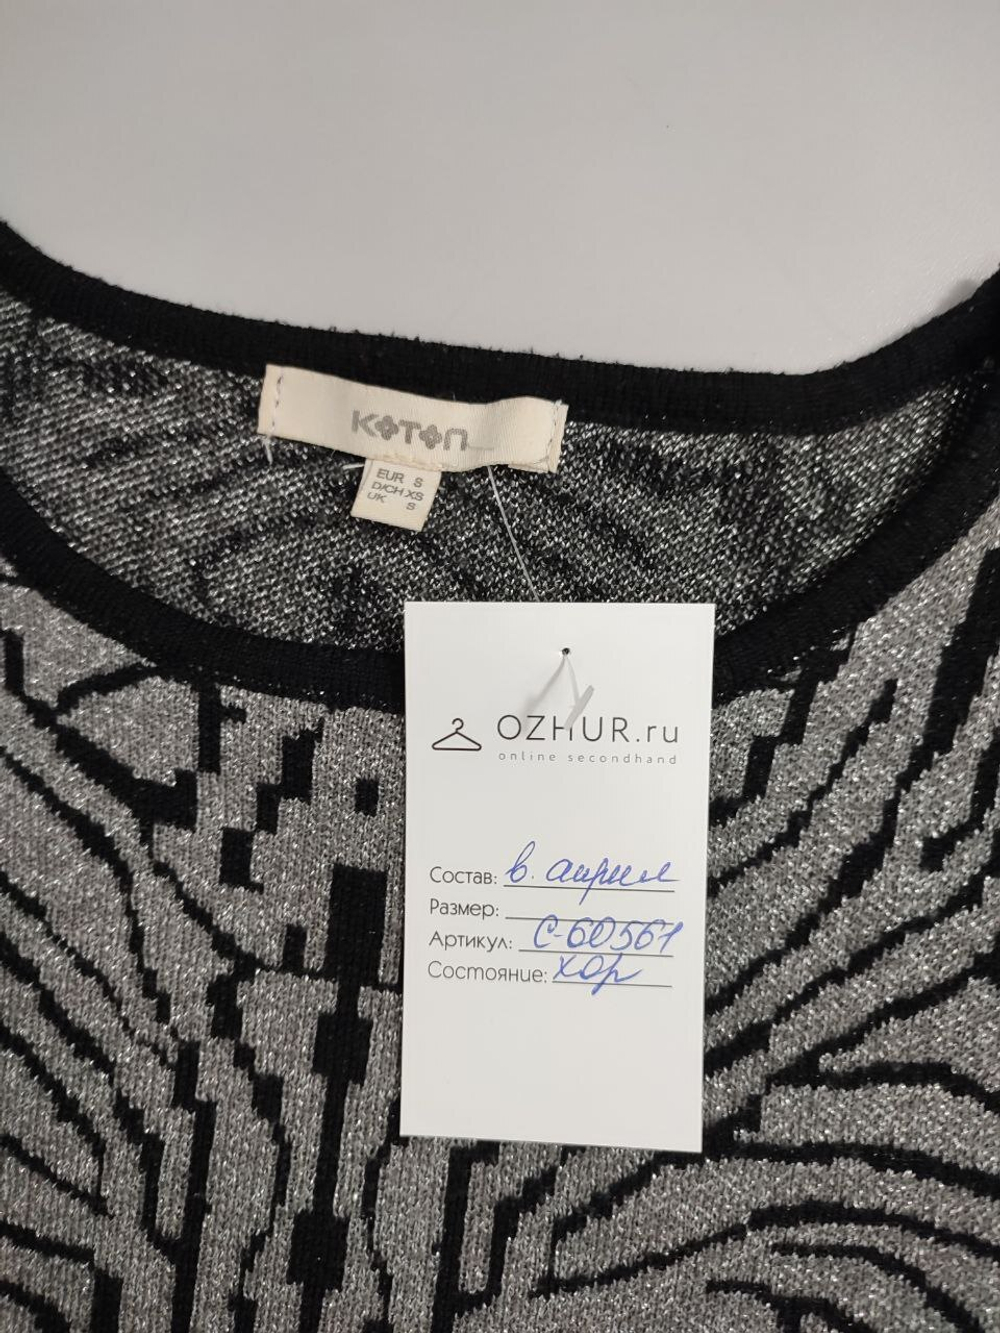 KOTON
EUR S
D/CH XS
UK S
OZHUR.ru
online secondhand
Состав: в. акрил
Размер:
Артикул: С-60561
Состояние: хор